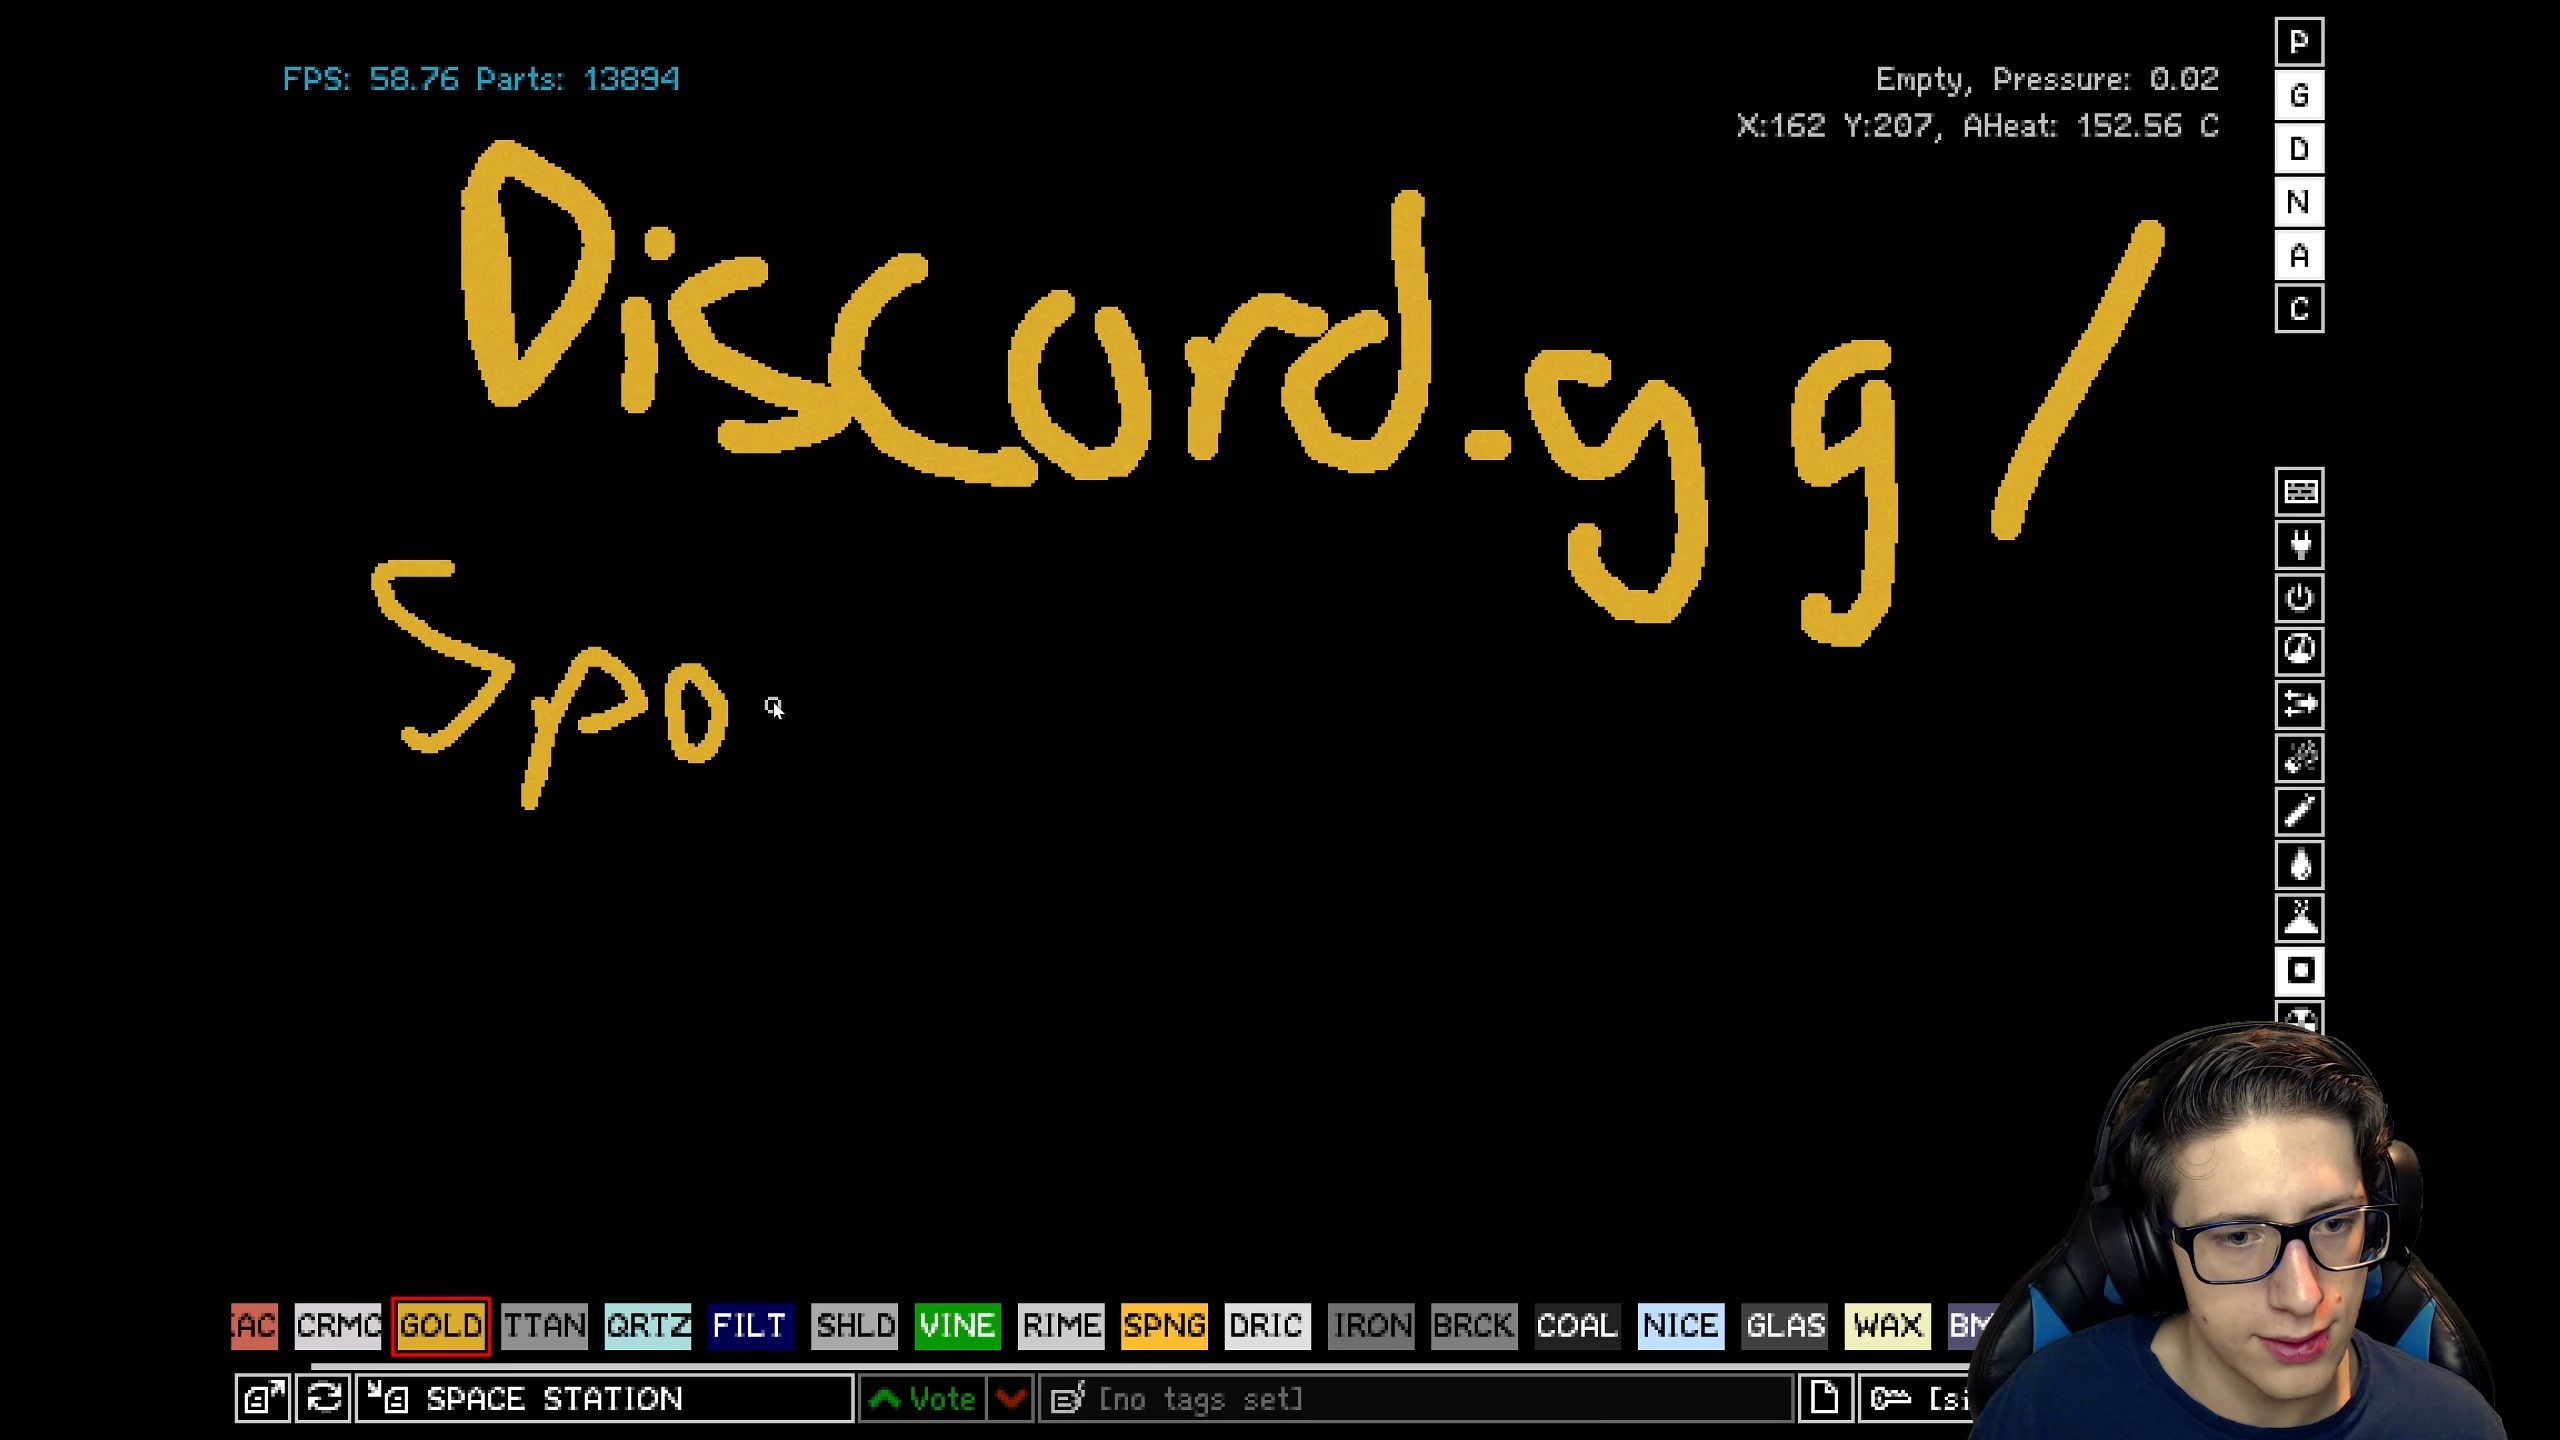 FPS: 58.76 Parts: 13894
Empty, Pressure: 0.02
X:162 Y:207, AHeat: 152.56 C
P
G
D
N
A
C
Discord.gg/
Spo
CRMC GOLD TTAN QRTZ FILT SHLD VINE RIME SPNG DRIC IRON BRCK COAL NICE GLAS WAX
SPACE STATION Vote [no tags set]